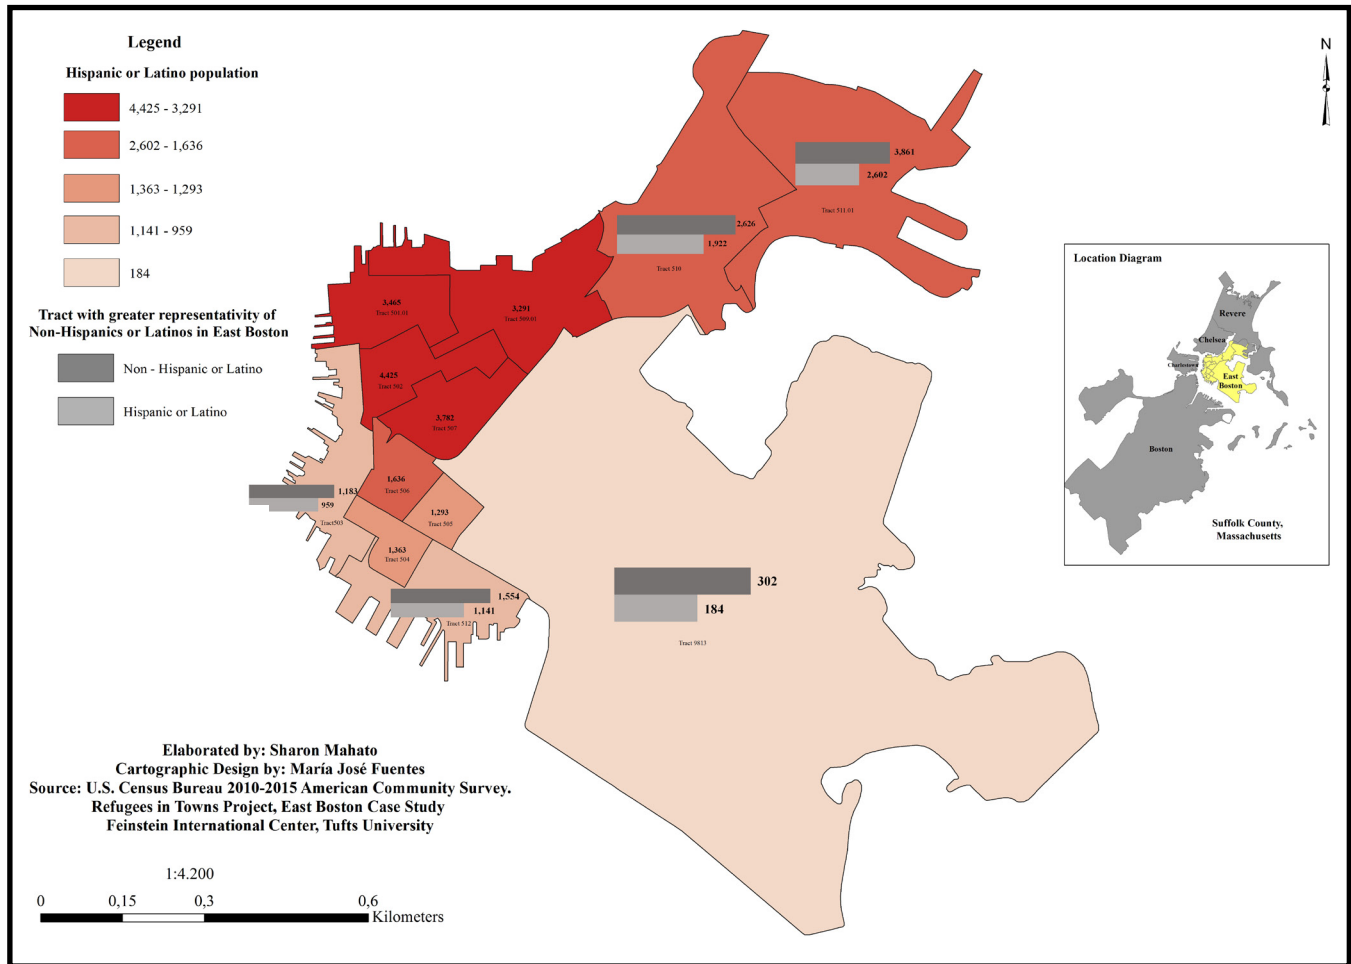 Legend
Hispanic or Latino population
4,425 - 3,291
2,602 - 1,636
1,363 - 1,293
1,141 - 959
184
Tract with greater representativity of
Non-Hispanics or Latinos in East Boston
Non - Hispanic or Latino
Hispanic or Latino
N
3,861
2,602
Tract 511.01
2,626
1,922
Tract 510
3,465
Tract 501.01
3,291
Tract 509.01
4,425
Tract 502
3,782
Tract 507
1,636
Tract 506
1,293
Tract 505
1,183
959
Tract503
1,363
Tract 504
1,554
1,141
Tract 512
302
184
Tract 9813
Location Diagram
Revere
Chelsea
Charlestown
East
Boston
Boston
Suffolk County,
Massachusetts
Elaborated by: Sharon Mahato
Cartographic Design by: María José Fuentes
Source: U.S. Census Bureau 2010-2015 American Community Survey.
Refugees in Towns Project, East Boston Case Study
Feinstein International Center, Tufts University
1:4.200
0 0,15 0,3 0,6
Kilometers